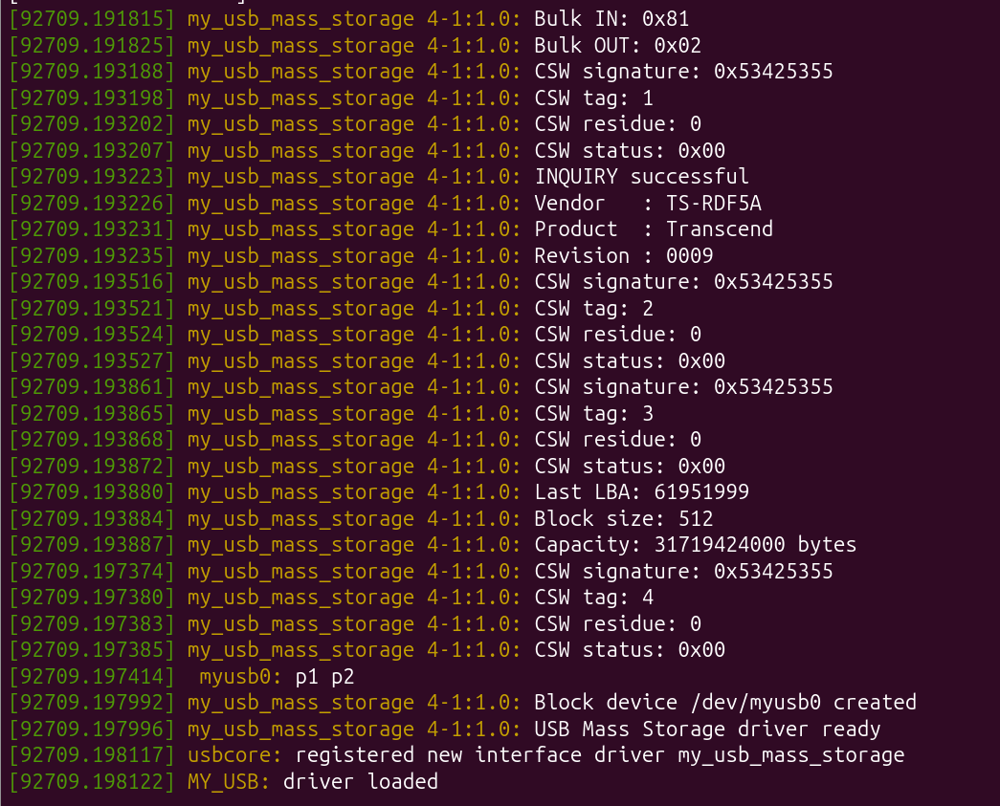 [92709.191815] my_usb_mass_storage 4-1:1.0: Bulk IN: 0x81
[92709.191825] my_usb_mass_storage 4-1:1.0: Bulk OUT: 0x02
[92709.193188] my_usb_mass_storage 4-1:1.0: CSW signature: 0x53425355
[92709.193198] my_usb_mass_storage 4-1:1.0: CSW tag: 1
[92709.193202] my_usb_mass_storage 4-1:1.0: CSW residue: 0
[92709.193207] my_usb_mass_storage 4-1:1.0: CSW status: 0x00
[92709.193223] my_usb_mass_storage 4-1:1.0: INQUIRY successful
[92709.193226] my_usb_mass_storage 4-1:1.0: Vendor   : TS-RDF5A
[92709.193231] my_usb_mass_storage 4-1:1.0: Product  : Transcend
[92709.193235] my_usb_mass_storage 4-1:1.0: Revision : 0009
[92709.193516] my_usb_mass_storage 4-1:1.0: CSW signature: 0x53425355
[92709.193521] my_usb_mass_storage 4-1:1.0: CSW tag: 2
[92709.193524] my_usb_mass_storage 4-1:1.0: CSW residue: 0
[92709.193527] my_usb_mass_storage 4-1:1.0: CSW status: 0x00
[92709.193861] my_usb_mass_storage 4-1:1.0: CSW signature: 0x53425355
[92709.193865] my_usb_mass_storage 4-1:1.0: CSW tag: 3
[92709.193868] my_usb_mass_storage 4-1:1.0: CSW residue: 0
[92709.193872] my_usb_mass_storage 4-1:1.0: CSW status: 0x00
[92709.193880] my_usb_mass_storage 4-1:1.0: Last LBA: 61951999
[92709.193884] my_usb_mass_storage 4-1:1.0: Block size: 512
[92709.193887] my_usb_mass_storage 4-1:1.0: Capacity: 31719424000 bytes
[92709.197374] my_usb_mass_storage 4-1:1.0: CSW signature: 0x53425355
[92709.197380] my_usb_mass_storage 4-1:1.0: CSW tag: 4
[92709.197383] my_usb_mass_storage 4-1:1.0: CSW residue: 0
[92709.197385] my_usb_mass_storage 4-1:1.0: CSW status: 0x00
[92709.197414]  myusb0: p1 p2
[92709.197992] my_usb_mass_storage 4-1:1.0: Block device /dev/myusb0 created
[92709.197996] my_usb_mass_storage 4-1:1.0: USB Mass Storage driver ready
[92709.198117] usbcore: registered new interface driver my_usb_mass_storage
[92709.198122] MY_USB: driver loaded